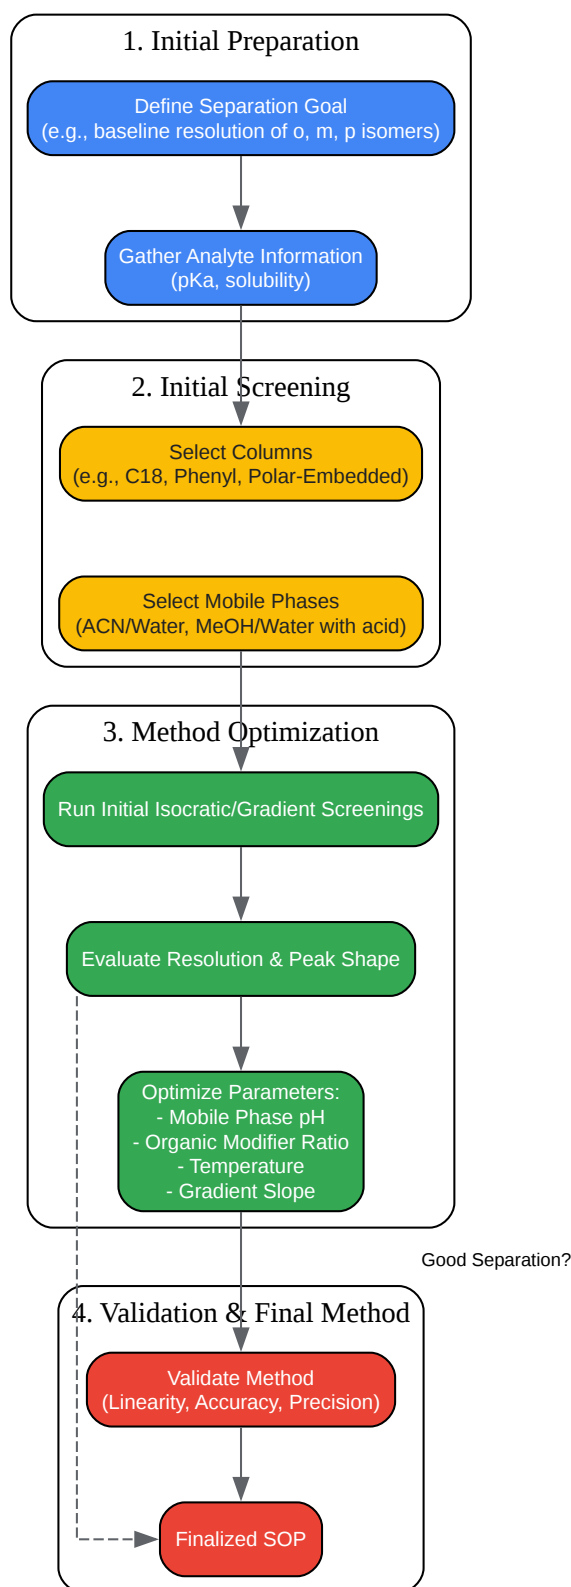 1. Initial Preparation
Define Separation Goal
(e.g., baseline resolution of o, m, p isomers)
Gather Analyte Information
(pKa, solubility)
2. Initial Screening
Select Columns
(e.g., C18, Phenyl, Polar-Embedded)
Select Mobile Phases
(ACN/Water, MeOH/Water with acid)
3. Method Optimization
Run Initial Isocratic/Gradient Screenings
Evaluate Resolution & Peak Shape
Optimize Parameters:
- Mobile Phase pH
- Organic Modifier Ratio
- Temperature
- Gradient Slope
Good Separation?
4. Validation & Final Method
Validate Method
(Linearity, Accuracy, Precision)
Finalized SOP